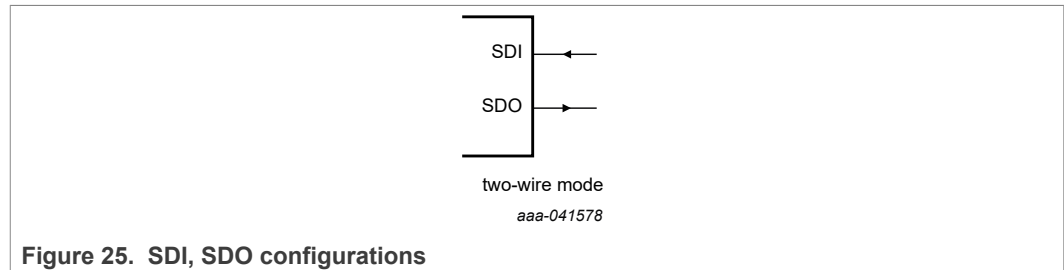 SDI
SDO
two-wire mode
aaa-041578
Figure 25. SDI, SDO configurations